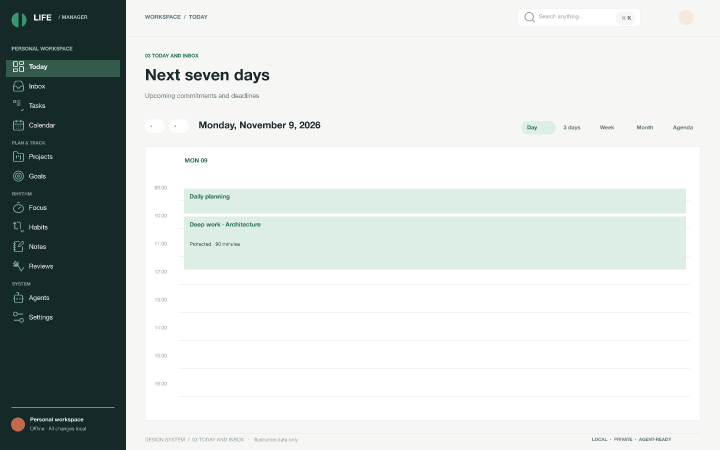 LIFE / MANAGER
PERSONAL WORKSPACE
Today
Inbox
Tasks
Calendar
PLAN & TRACK
Projects
Goals
RHYTHM
Focus
Habits
Notes
Reviews
SYSTEM
Agents
Settings
Personal workspace
Offline · All changes local
WORKSPACE / TODAY
Search anything...
⌘ K
03 TODAY AND INBOX
Next seven days
Upcoming commitments and deadlines
Monday, November 9, 2026
Day 3 days Week Month Agenda
MON 09
09:00
Daily planning
10:00
Deep work · Architecture
Protected · 90 minutes
11:00
12:00
13:00
14:00
15:00
16:00
DESIGN SYSTEM / 03 TODAY AND INBOX · Illustrative data only
LOCAL · PRIVATE · AGENT-READY